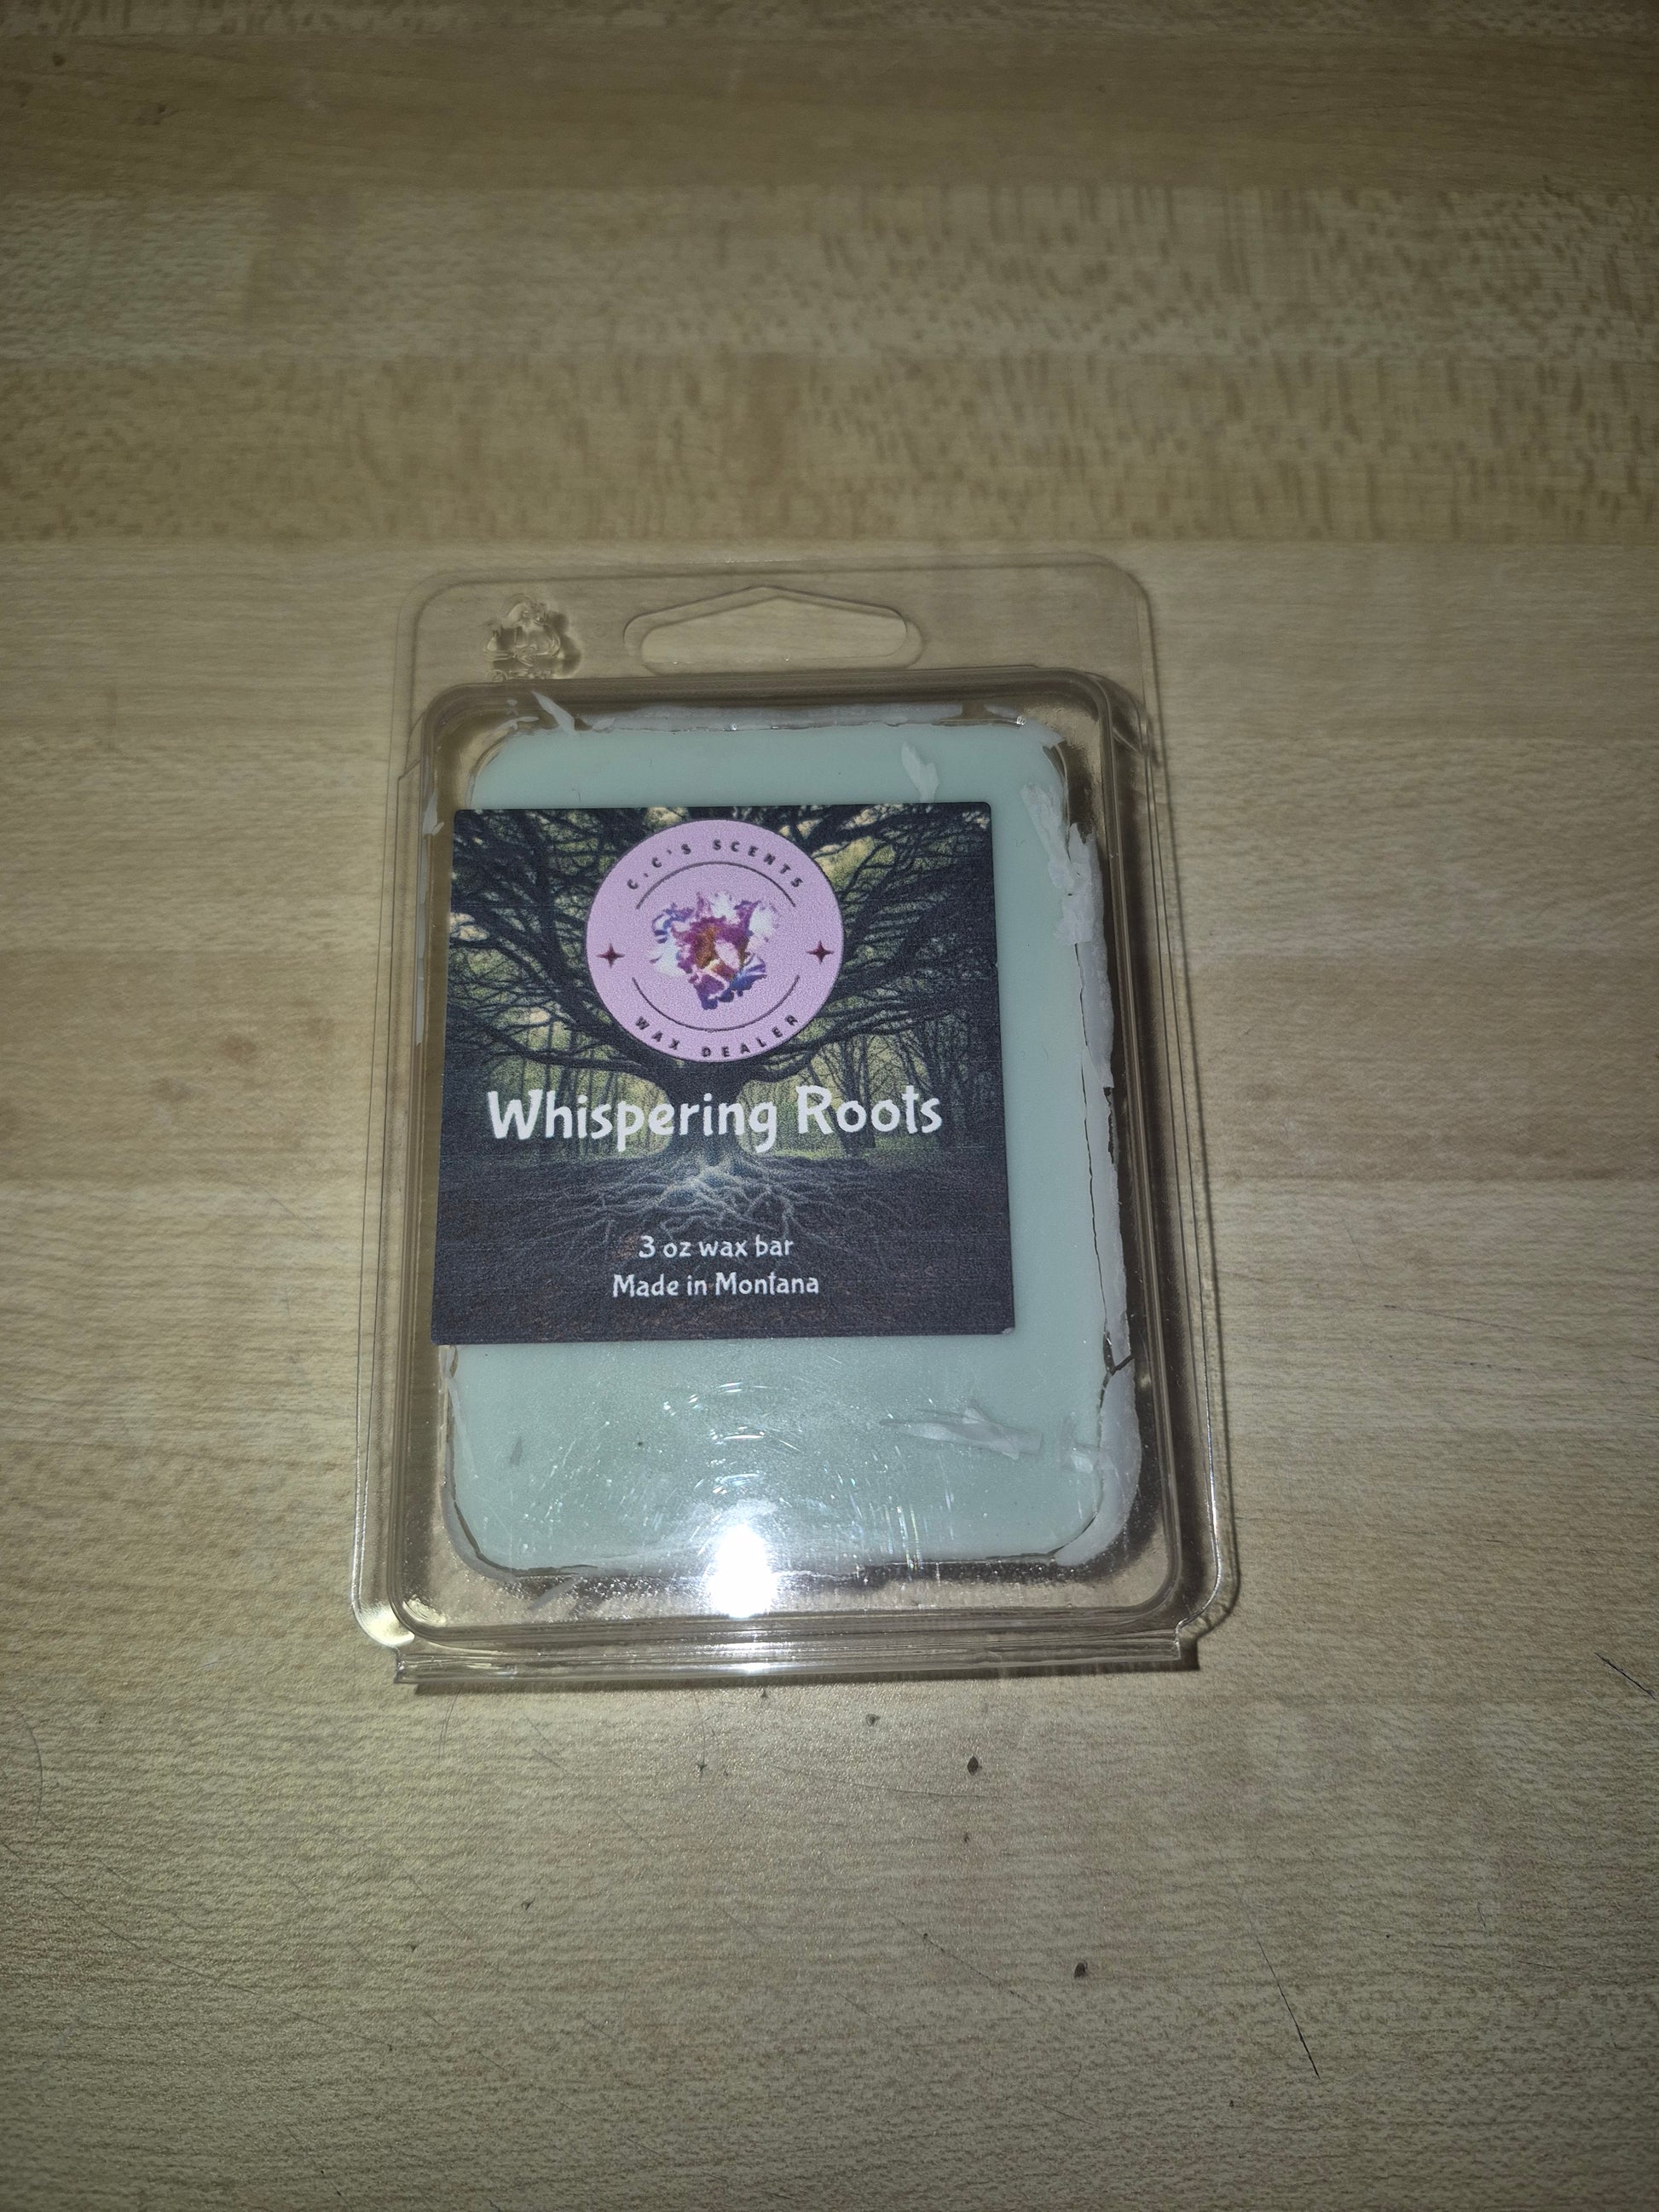 C.C'S SCENTS
WAX DEALER
Whispering Roots
3 oz wax bar
Made in Montana